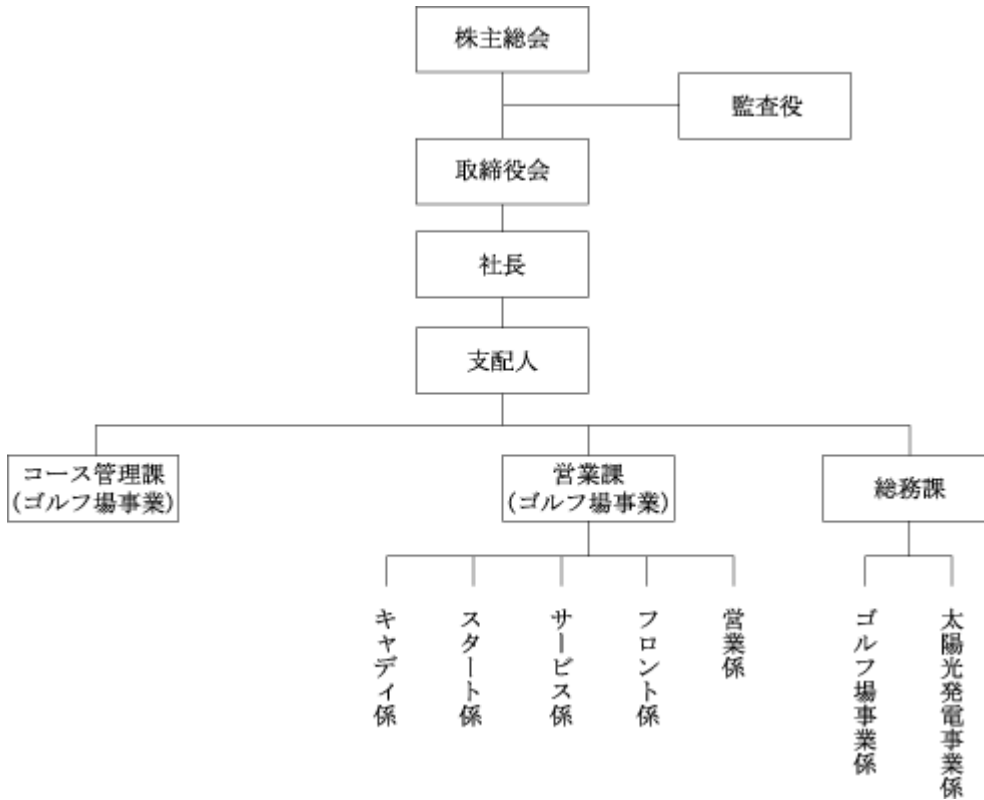 株主総会
監査役
取締役会
社長
支配人
コース管理課
(ゴルフ場事業)
営業課
(ゴルフ場事業)
総務課
キャディ係
スタート係
サービス係
フロント係
営業係
ゴルフ場事業係
太陽光発電事業係